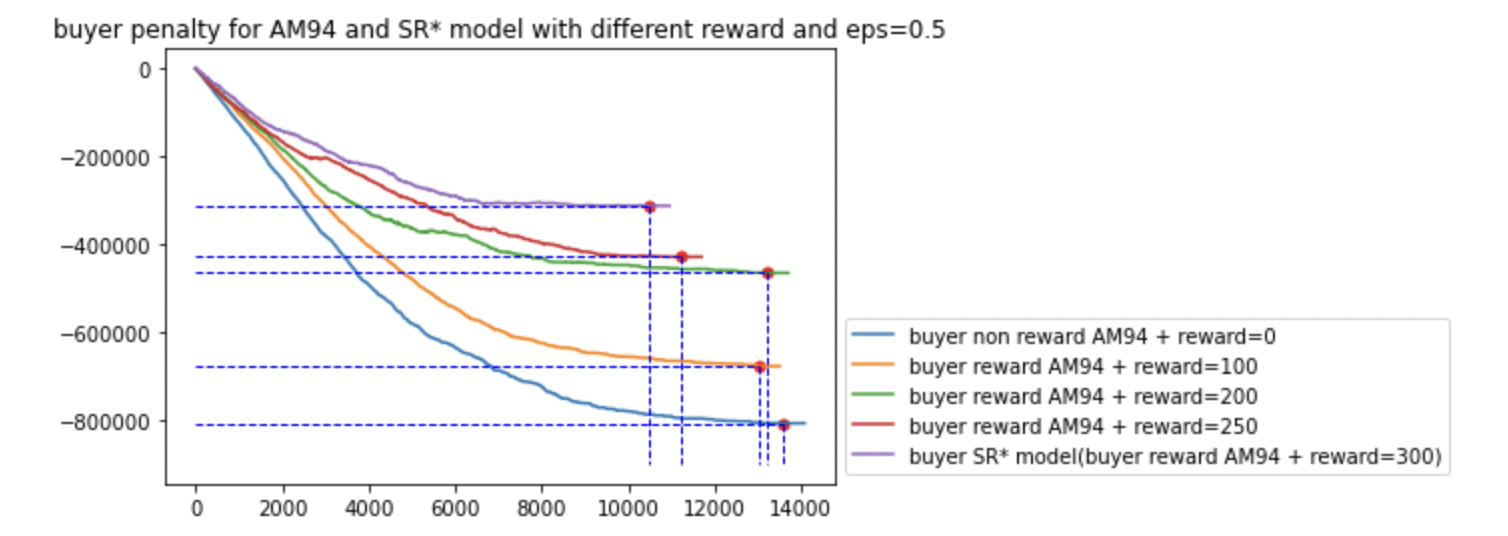 buyer penalty for AM94 and SR* model with different reward and eps=0.5
0
−200000
−400000
−600000
−800000
0 2000 4000 6000 8000 10000 12000 14000
buyer non reward AM94 + reward=0
buyer reward AM94 + reward=100
buyer reward AM94 + reward=200
buyer reward AM94 + reward=250
buyer SR* model(buyer reward AM94 + reward=300)